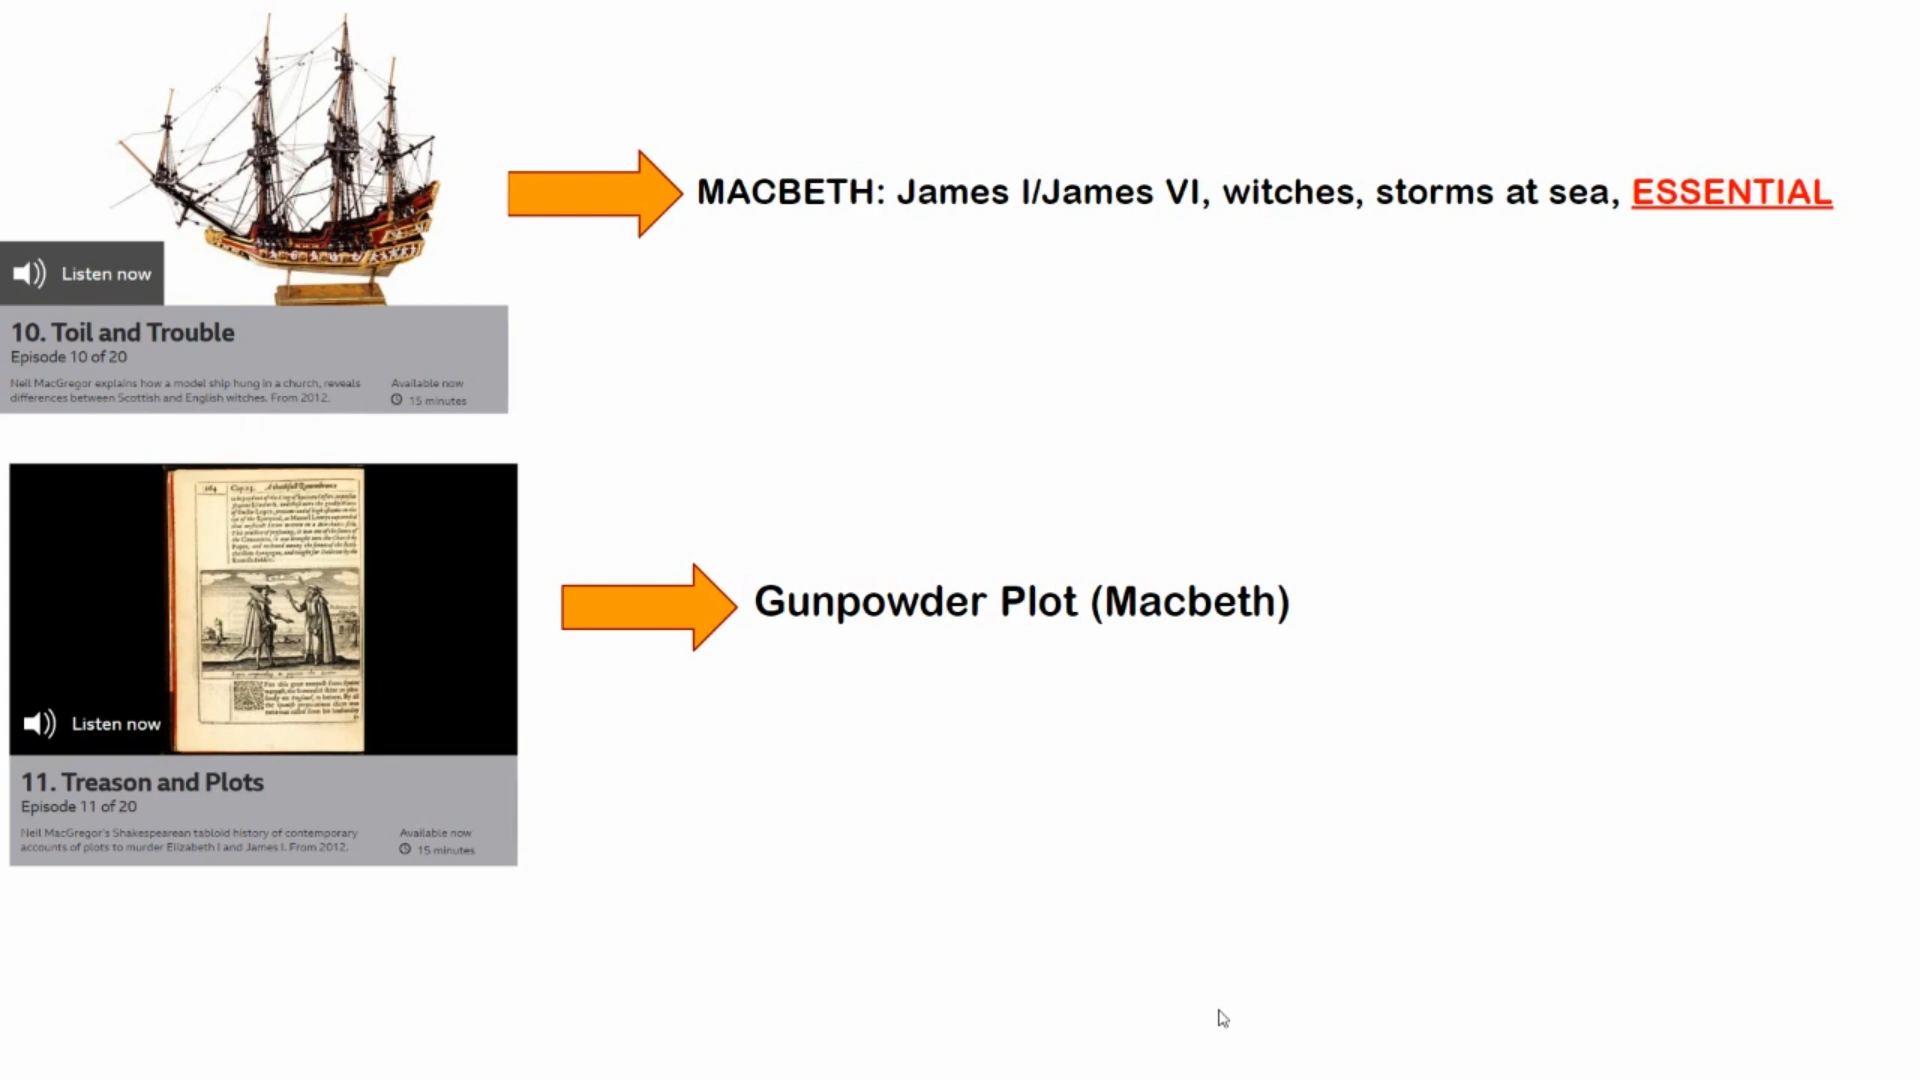 MACBETH: James I/James VI, witches, storms at sea, ESSENTIAL
Listen now
10. Toil and Trouble
Episode 10 of 20
Neil MacGregor explains how a model ship hung in a church, reveals
differences between Scottish and English witches. From 2012.
Available now
15 minutes
Gunpowder Plot (Macbeth)
Listen now
11. Treason and Plots
Episode 11 of 20
Neil MacGregor's Shakespearean tabloid history of contemporary
accounts of plots to murder Elizabeth I and James I. From 2012.
Available now
15 minutes